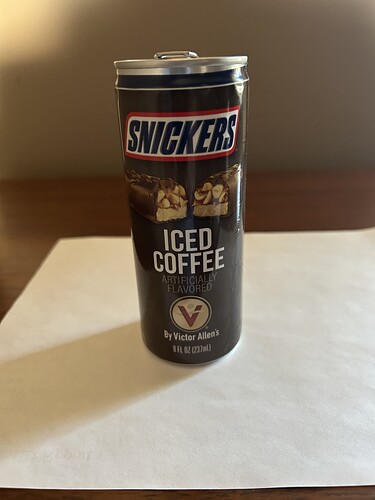 SNICKERS
ICED
COFFEE
ARTIFICIALLY
FLAVORED
V
By Victor Allen's
8 FL OZ (237mL)